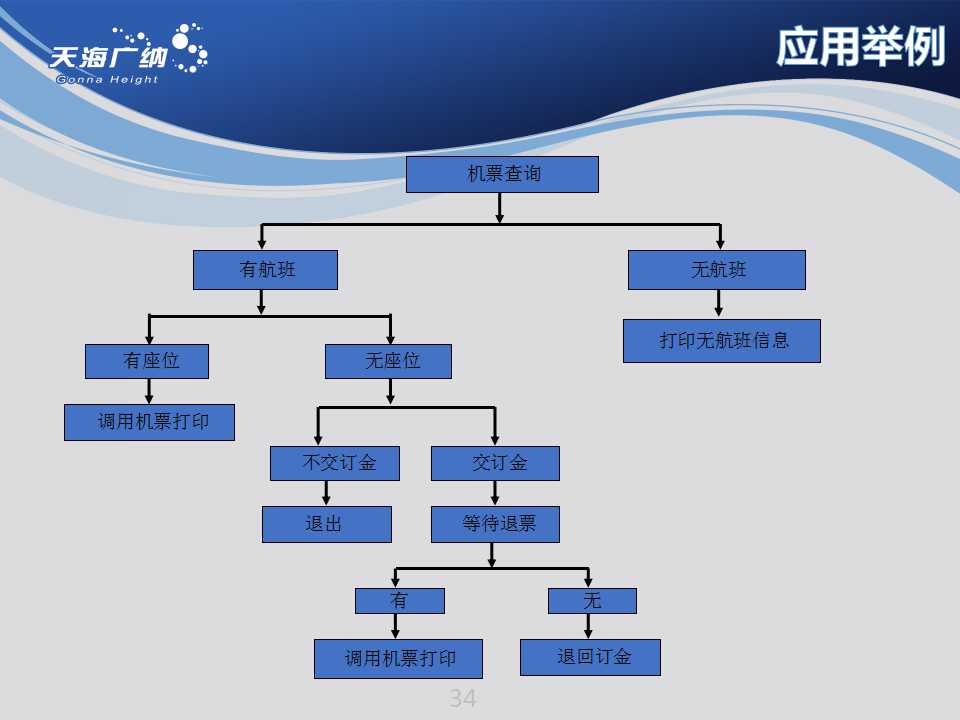 天海广纳
Gonna Height
应用举例
机票查询
有航班
无航班
打印无航班信息
有座位
无座位
调用机票打印
不交订金
交订金
退出
等待退票
有
无
调用机票打印
退回订金
34